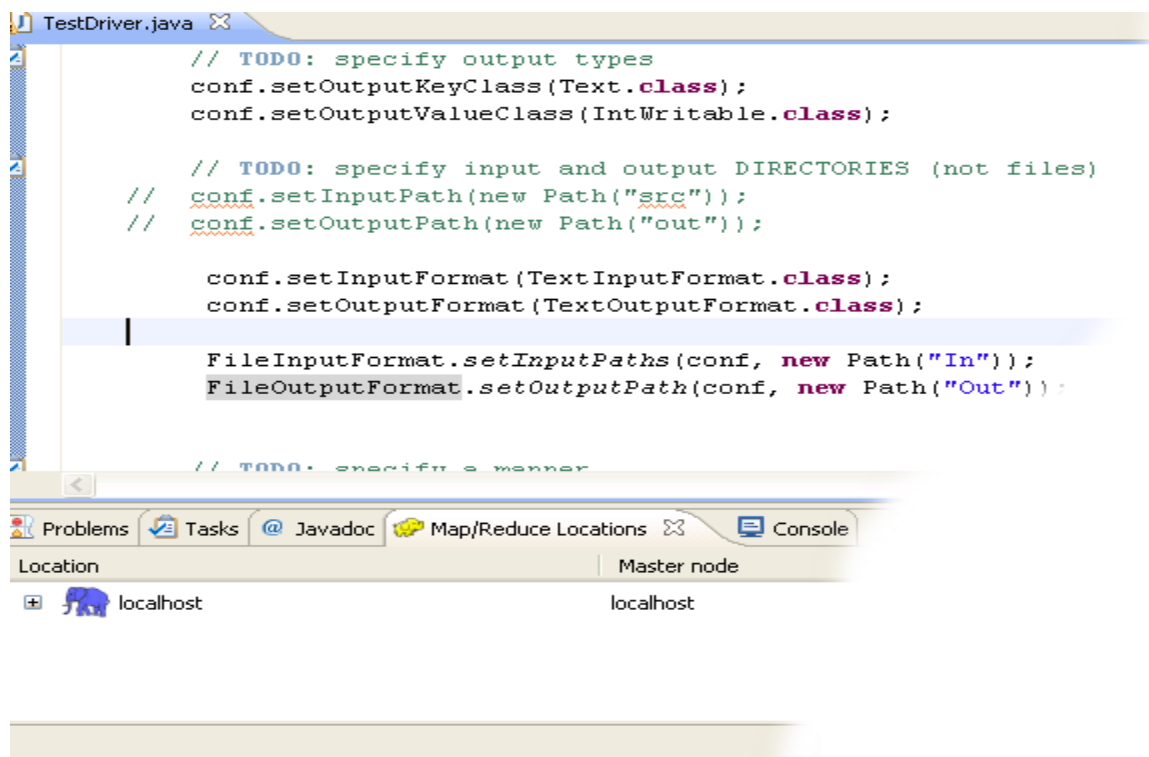 TestDriver.java
// TODO: specify output types
conf.setOutputKeyClass(Text.class);
conf.setOutputValueClass(IntWritable.class);
// TODO: specify input and output DIRECTORIES (not files)
// conf.setInputPath(new Path("src"));
// conf.setOutputPath(new Path("out"));
conf.setInputFormat(TextInputFormat.class);
conf.setOutputFormat(TextOutputFormat.class);
FileInputFormat.setInputPaths(conf, new Path("In"));
FileOutputFormat.setOutputPath(conf, new Path("Out"));
// TODO: specify a
Problems Tasks @ Javadoc Map/Reduce Locations Console
Location Master node
localhost localhost